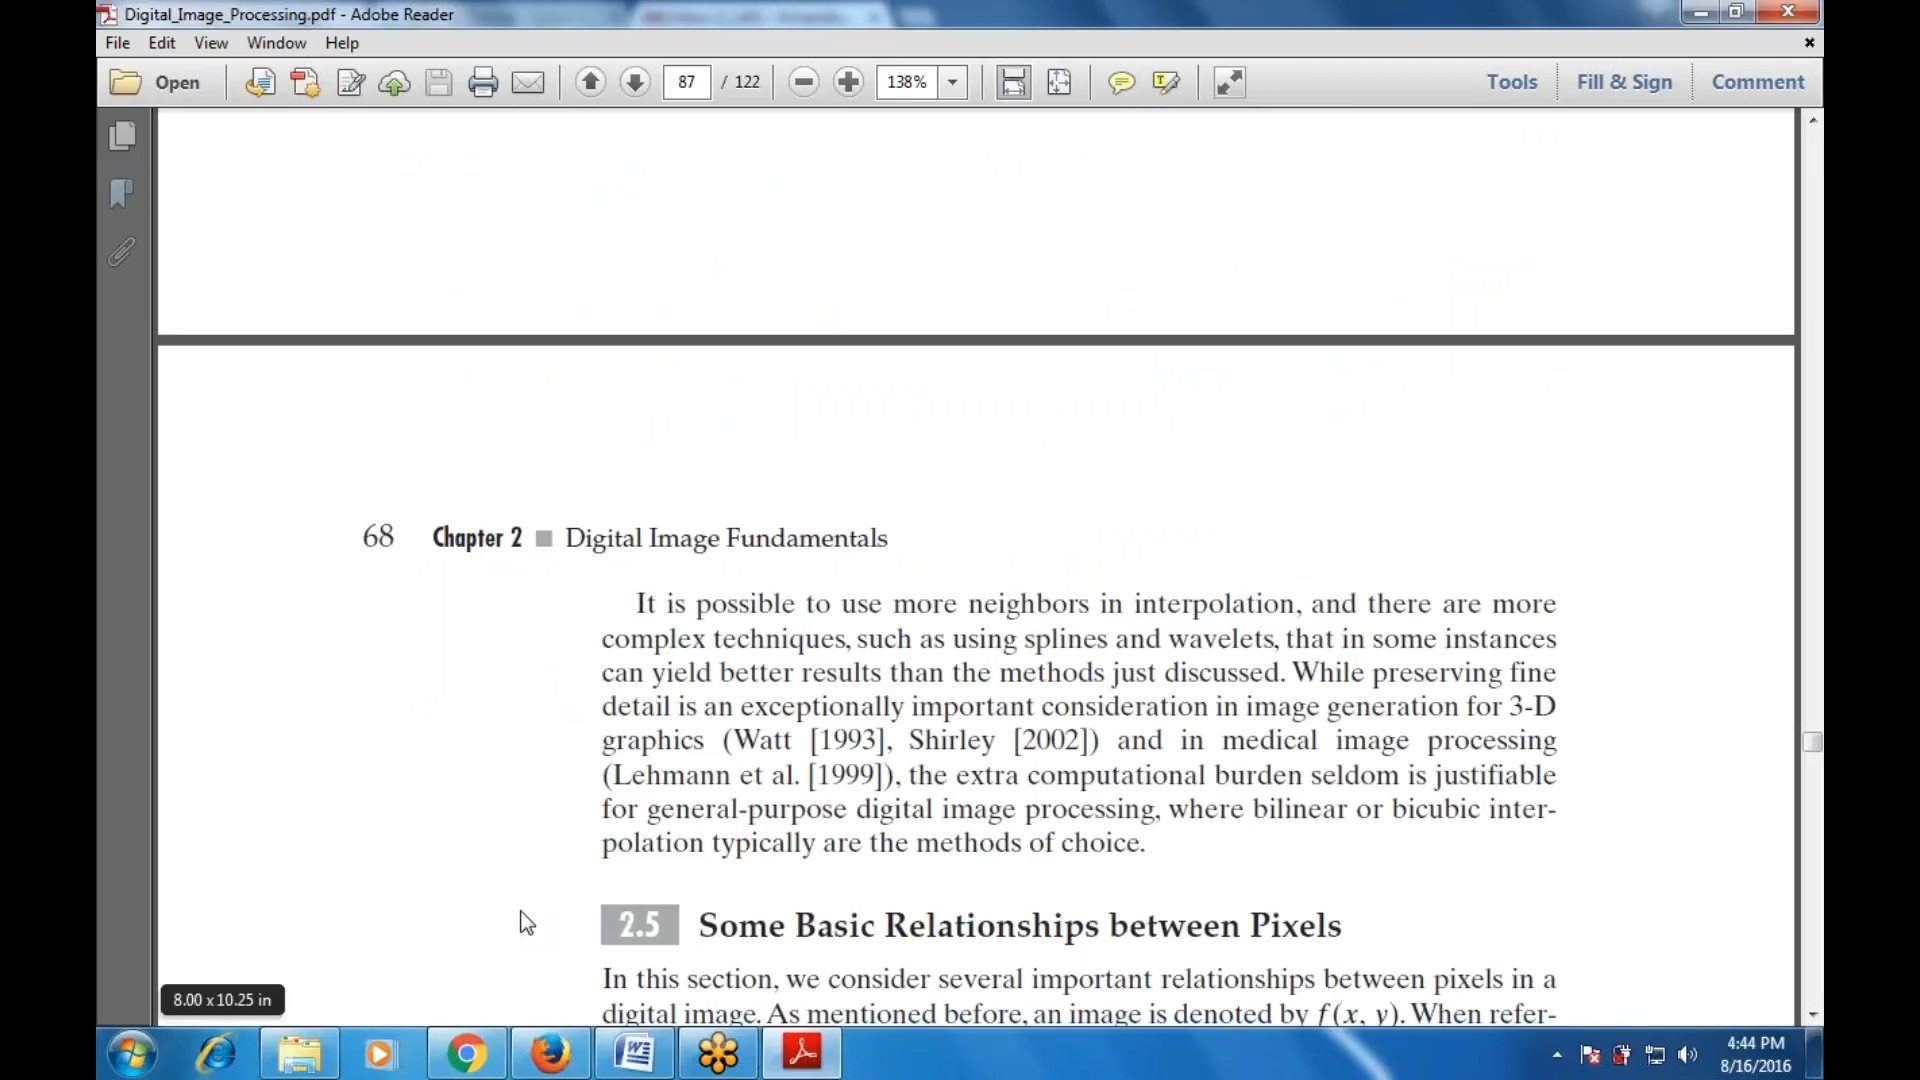 Digital_Image_Processing.pdf - Adobe Reader
File Edit View Window Help
Open 87 / 122 138% Tools Fill & Sign Comment
68 Chapter 2 ■ Digital Image Fundamentals
It is possible to use more neighbors in interpolation, and there are more
complex techniques, such as using splines and wavelets, that in some instances
can yield better results than the methods just discussed. While preserving fine
detail is an exceptionally important consideration in image generation for 3-D
graphics (Watt [1993], Shirley [2002]) and in medical image processing
(Lehmann et al. [1999]), the extra computational burden seldom is justifiable
for general-purpose digital image processing, where bilinear or bicubic inter-
polation typically are the methods of choice.
2.5 Some Basic Relationships between Pixels
In this section, we consider several important relationships between pixels in a
8.00 x 10.25 in
digital image. As mentioned before, an image is denoted by f(x, y). When refer-
4:44 PM
8/16/2016